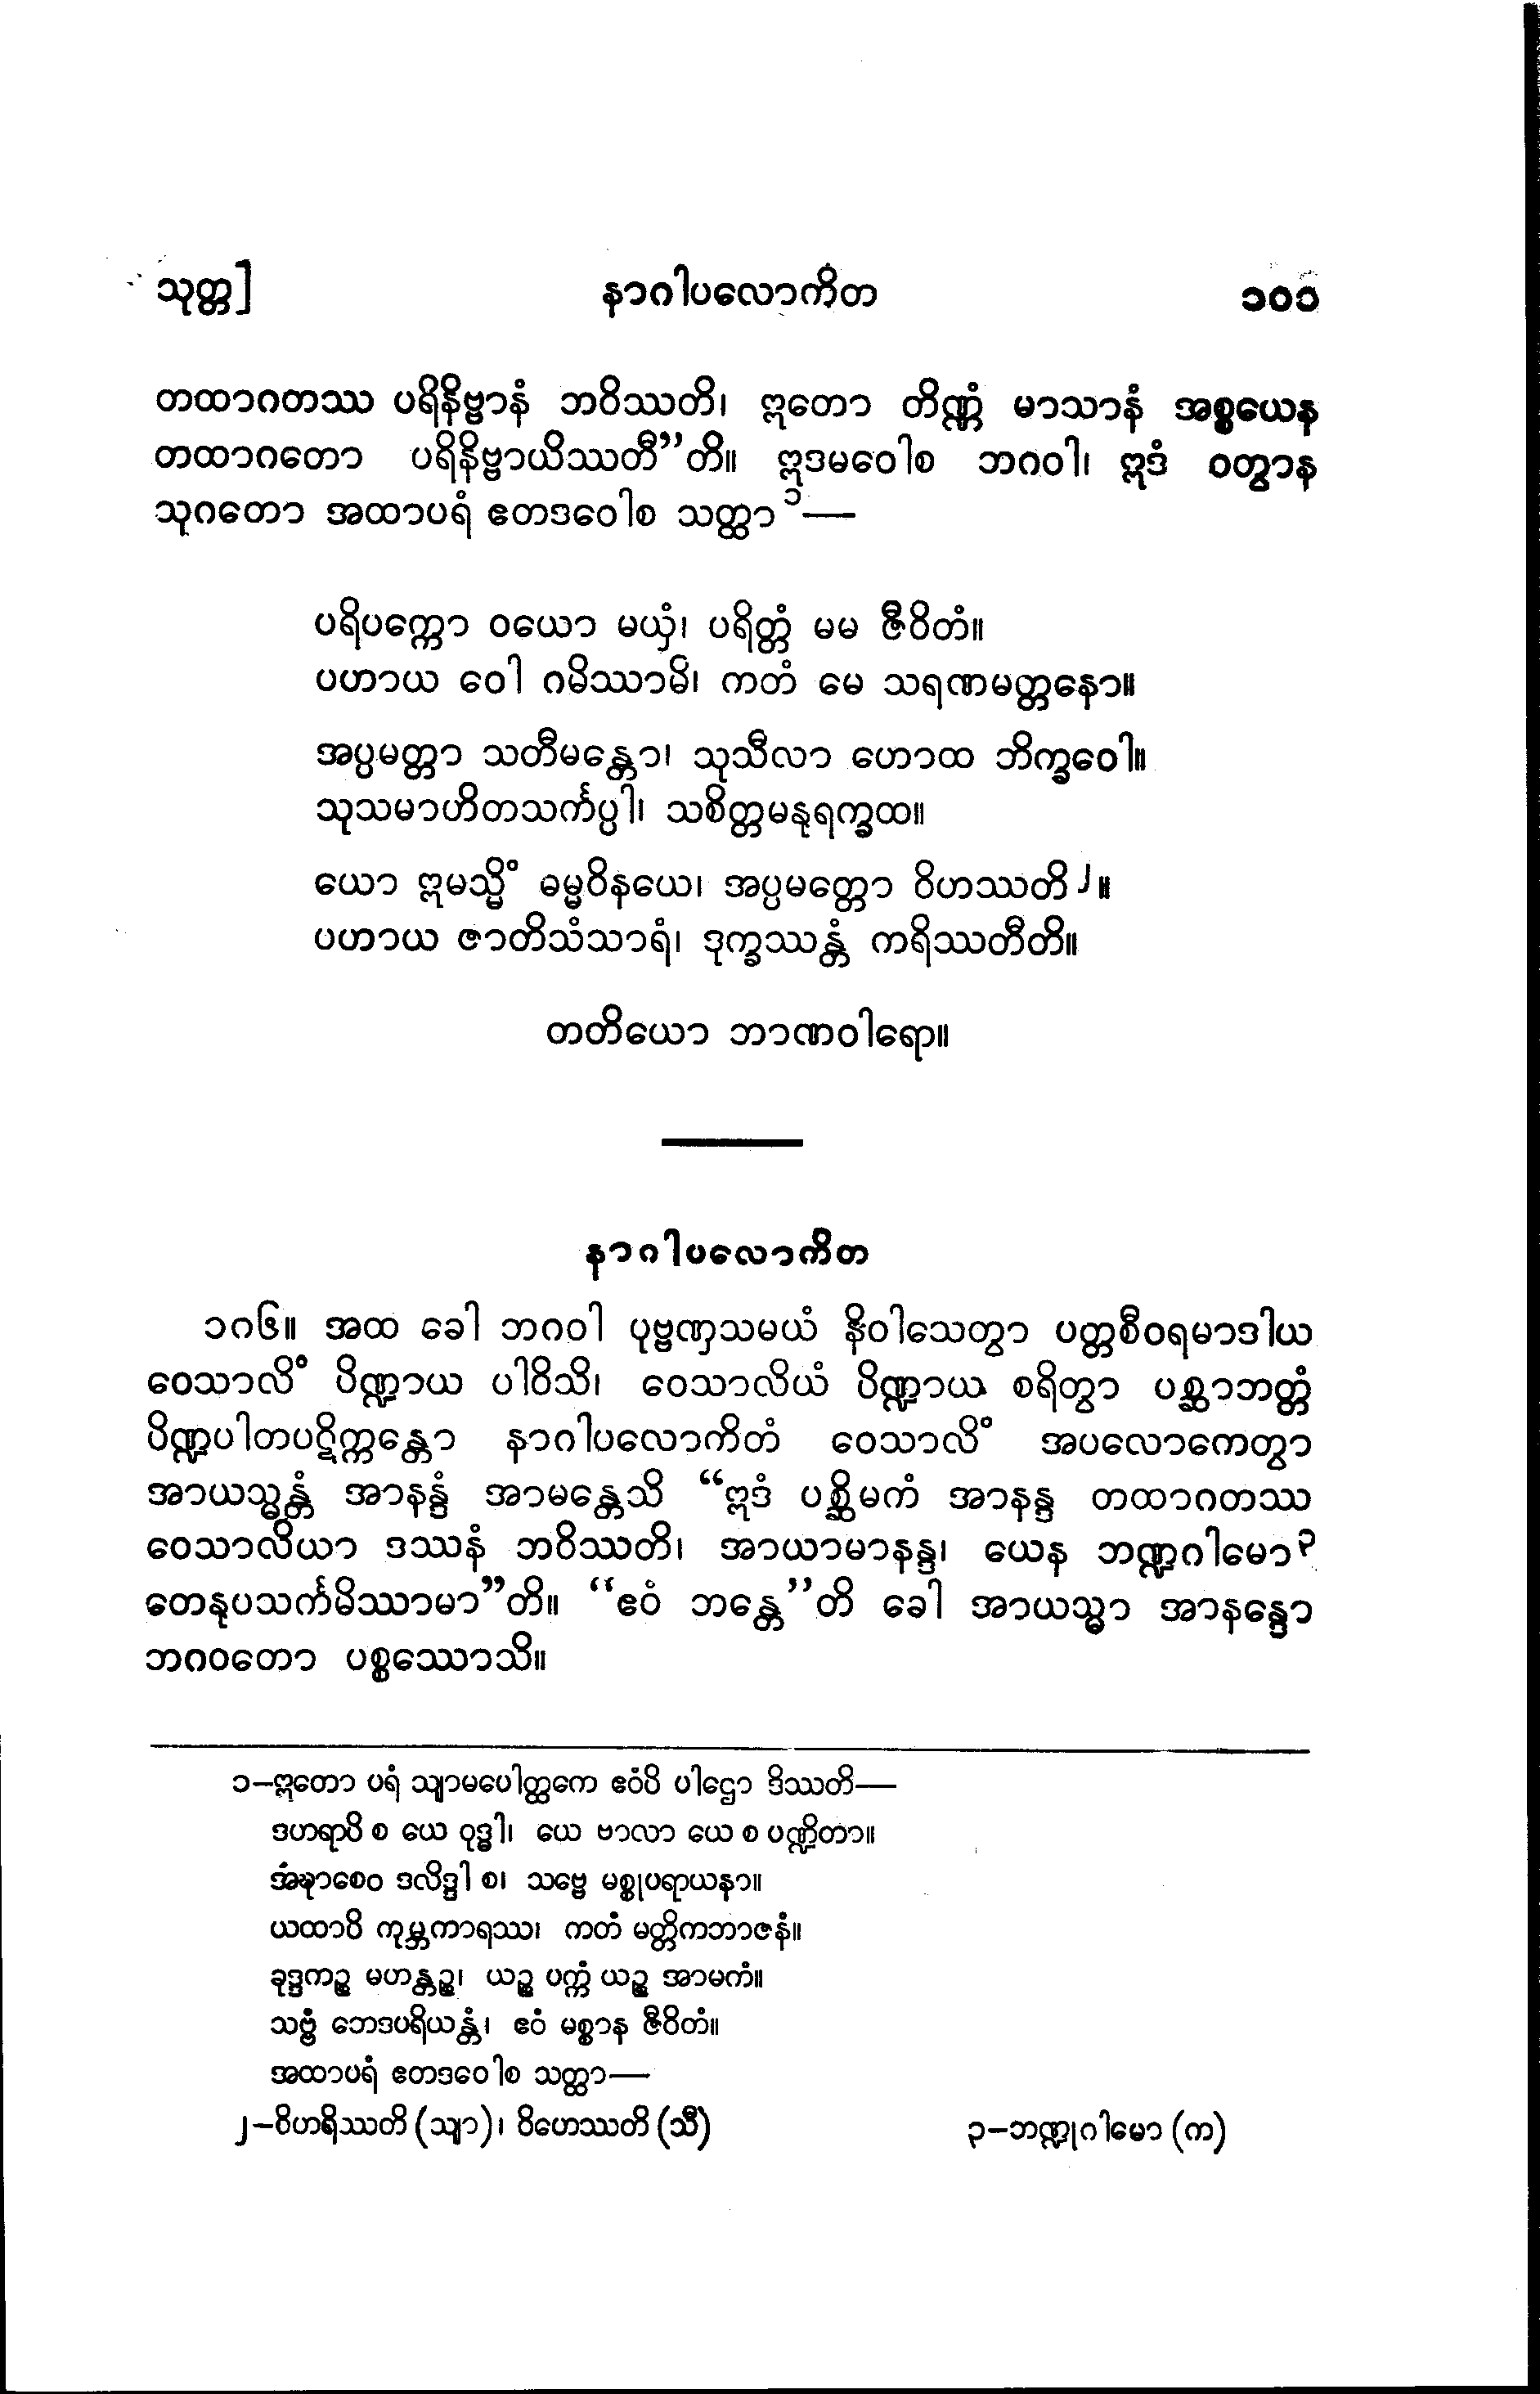 သုတ္တ]
နာဂါပလောကိတ
၁၀၁
တထာဂတဿ ပရိနိဗ္ဗာနံ ဘဝိဿတိ၊ ဣတော တိဏ္ဏံ မာသာနံ အစ္စယေန
တထာဂတော ပရိနိဗ္ဗာယိဿတီ”တိ။ ဣဒမဝေါစ ဘဂဝါ၊ ဣဒံ ဝတွာန
သုဂတော အထာပရံ ဧတဒဝေါစ သတ္ထာ ၁—
ပရိပက္ကော ဝယော မယှံ၊ ပရိတ္တံ မမ ဇီဝိတံ။
ပဟာယ ဝေါ ဂမိဿာမိ၊ ကတံ မေ သရဏမတ္တနော။
အပ္ပမတ္တာ သတီမန္တော၊ သုသီလာ ဟောထ ဘိက္ခဝေါ။
သုသမာဟိတသင်္ကပ္ပါ၊ သစိတ္တမနုရက္ခထ။
ယော ဣမသ္မိံ ဓမ္မဝိနယေ၊ အပ္ပမတ္တော ဝိဟဿတိ ၂။
ပဟာယ ဇာတိသံသာရံ၊ ဒုက္ခဿန္တံ ကရိဿတီတိ။
တတိယော ဘာဏဝါရော။
နာဂါပလောကိတ
၁၈၆။ အထ ခေါ ဘဂဝါ ပုဗ္ဗဏှသမယံ နိဝါသေတွာ ပတ္တစီဝရမာဒါယ
ဝေသာလိံ ပိဏ္ဍာယ ပါဝိသိ၊ ဝေသာလိယံ ပိဏ္ဍာယ စရိတွာ ပစ္ဆာဘတ္တံ
ပိဏ္ဍပါတပဋိက္ကန္တော နာဂါပလောကိတံ ဝေသာလိံ အပလောကေတွာ
အာယသ္မန္တံ အာနန္ဒံ အာမန္တေသိ “ဣဒံ ပစ္ဆိမကံ အာနန္ဒ တထာဂတဿ
ဝေသာလိယာ ဒဿနံ ဘဝိဿတိ၊ အာယာမာနန္ဒ၊ ယေန ဘဏ္ဍဂါမော ၃
တေနုပသင်္ကမိဿာမာ”တိ။ “ဧဝံ ဘန္တေ”တိ ခေါ အာယသ္မာ အာနန္ဒော
ဘဂဝတော ပစ္စဿောသိ။
၁–ဣတော ပရံ သျာမပေါတ္ထကေ ဧဝံပိ ပါဌော ဒိဿတိ—
ဒဟရာပိ စ ယေ ဝုဒ္ဓါ၊ ယေ ဗာလာ ယေ စ ပဏ္ဍိတာ။
အံဍ္ဎာစေဝ ဒလိဒ္ဒါ စ၊ သဗ္ဗေ မစ္စုပရာယနာ။
ယထာပိ ကုမ္ဘကာရဿ၊ ကတံ မတ္တိကဘာဇနံ။
ခုဒ္ဒကဉ္စ မဟန္တဉ္စ၊ ယဉ္စ ပက္ကံ ယဉ္စ အာမကံ။
သဗ္ဗံ ဘေဒပရိယန္တံ၊ ဧဝံ မစ္စာန ဇီဝိတံ။
အထာပရံ ဧတဒဝေါစ သတ္ထာ—
၂–ဝိဟရိဿတိ (သျာ)၊ ဝိဟေဿတိ (သီ)
၃–ဘဏ္ဍုဂါမော (က)